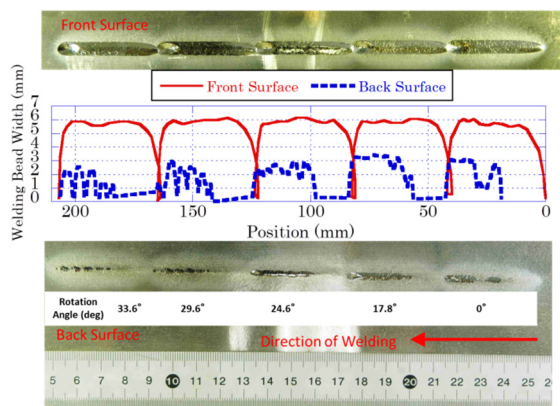 Front Surface
Front Surface Back Surface
Welding Bead Width (mm)
7
6
5
4
3
2
1
0
200 150 100 50 0
Position (mm)
Rotation Angle (deg) 33.6° 29.6° 24.6° 17.8° 0°
Back Surface
Direction of Welding
5 6 7 8 9 10 11 12 13 14 15 16 17 18 19 20 21 22 23 24 25